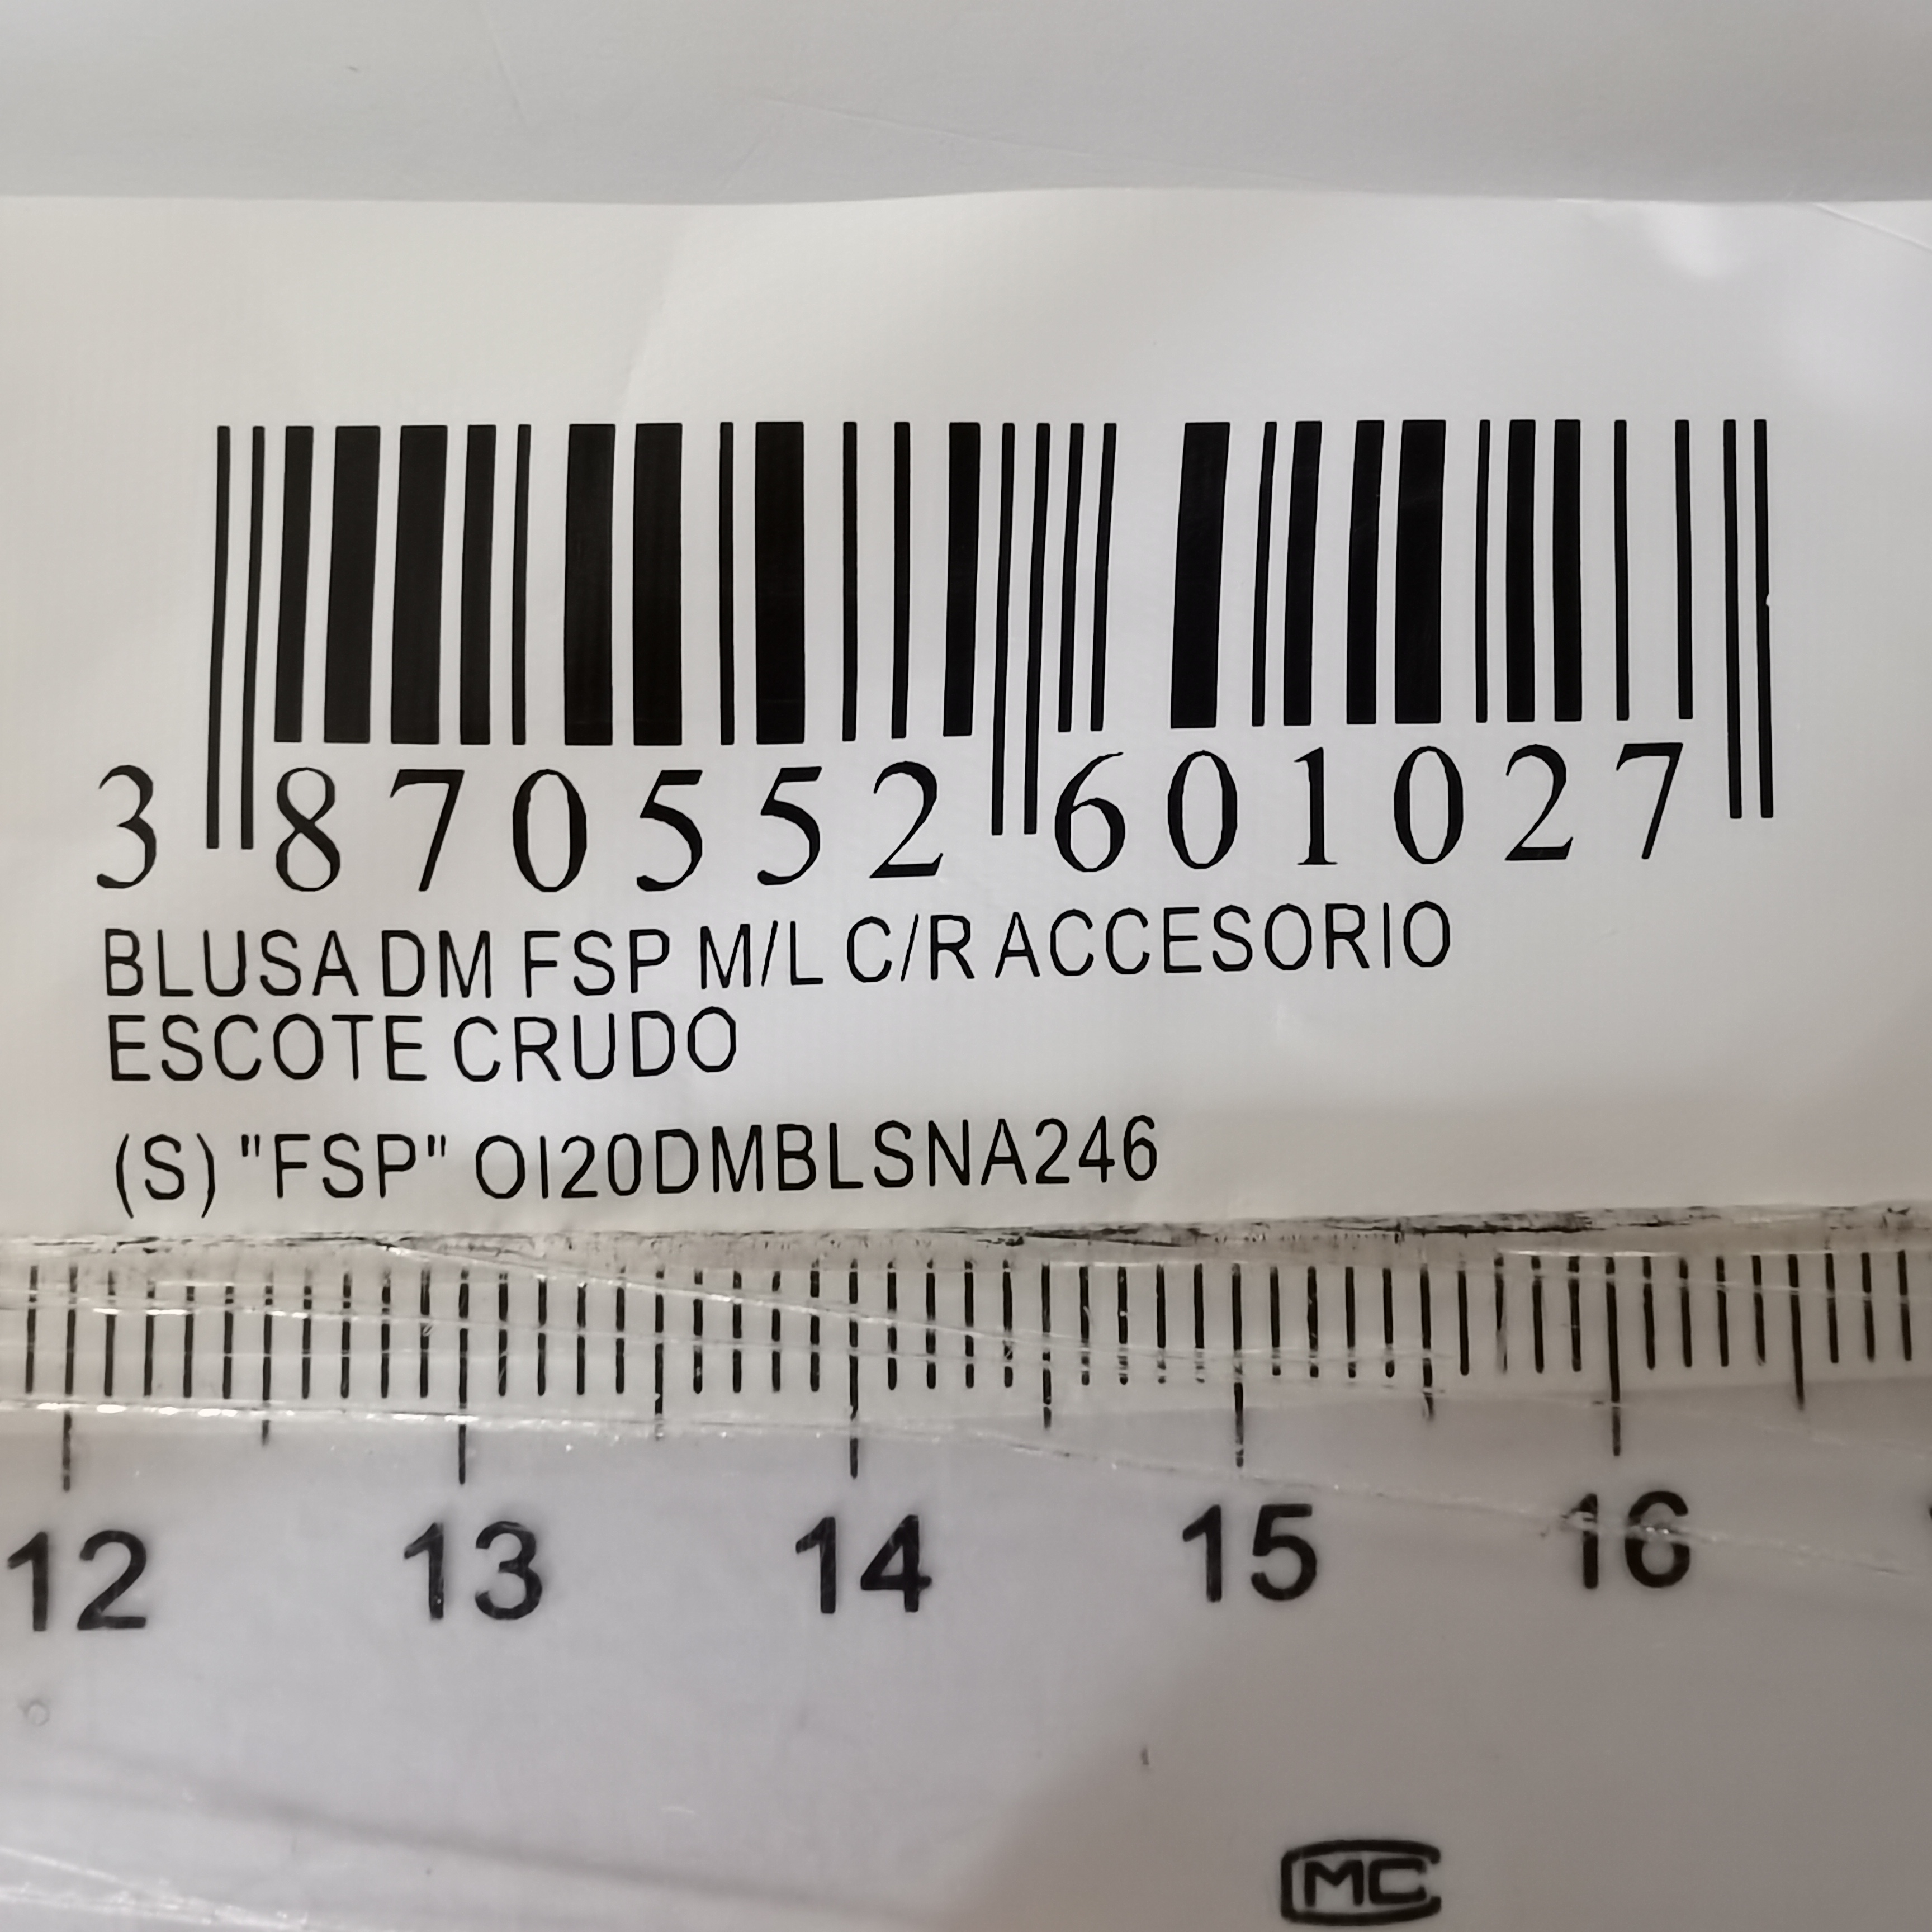 3 870552 601027
BLUSA DM FSP M/L C/R ACCESORIO
ESCOTE CRUDO
(S) "FSP" OI20DMBLSNA246
12 13 14 15 16
MC